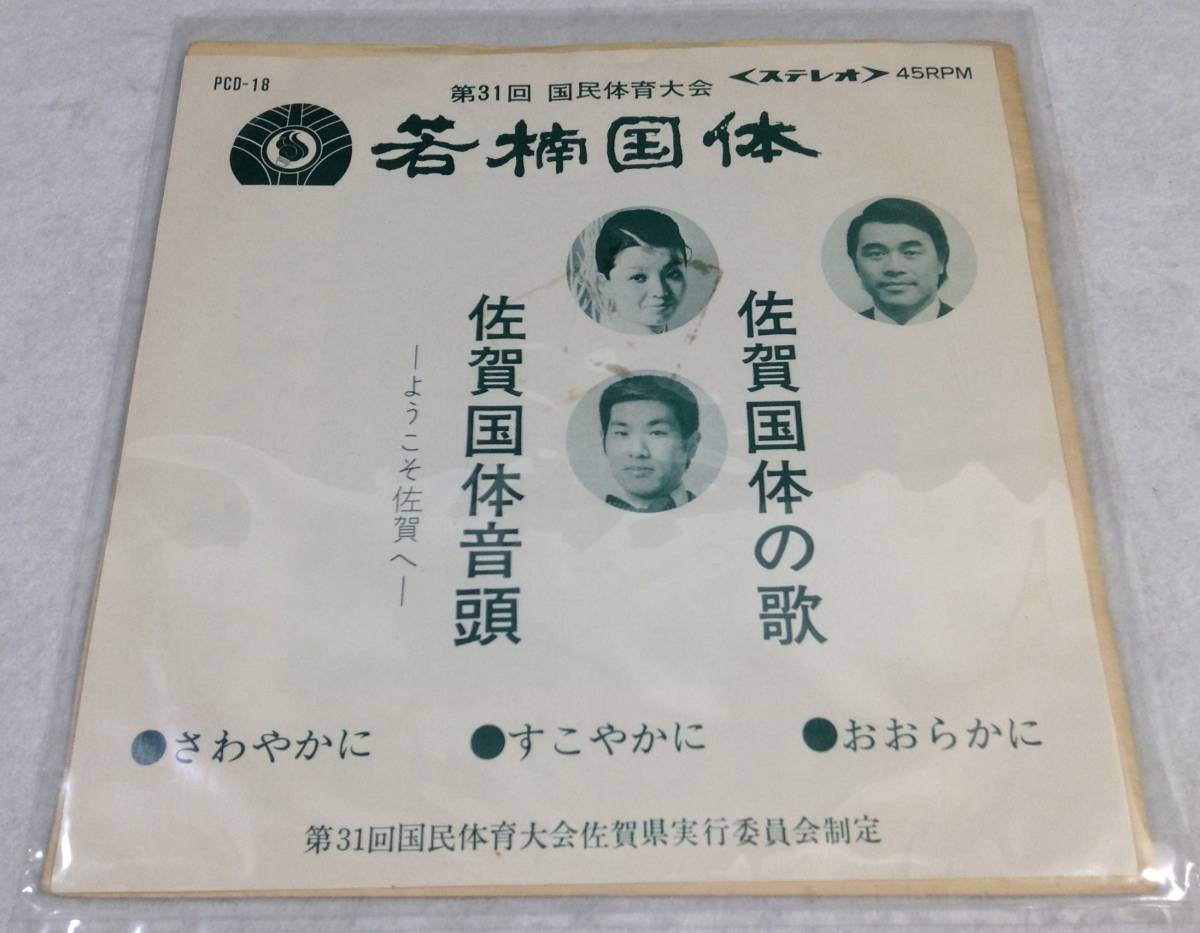 PCD-18
第31回 国民体育大会
<ステレオ> 45RPM
若楠国体
佐賀国体の歌
佐賀国体音頭
―ようこそ佐賀へ―
●さわやかに
●すこやかに
●おおらかに
第31回国民体育大会佐賀県実行委員会制定